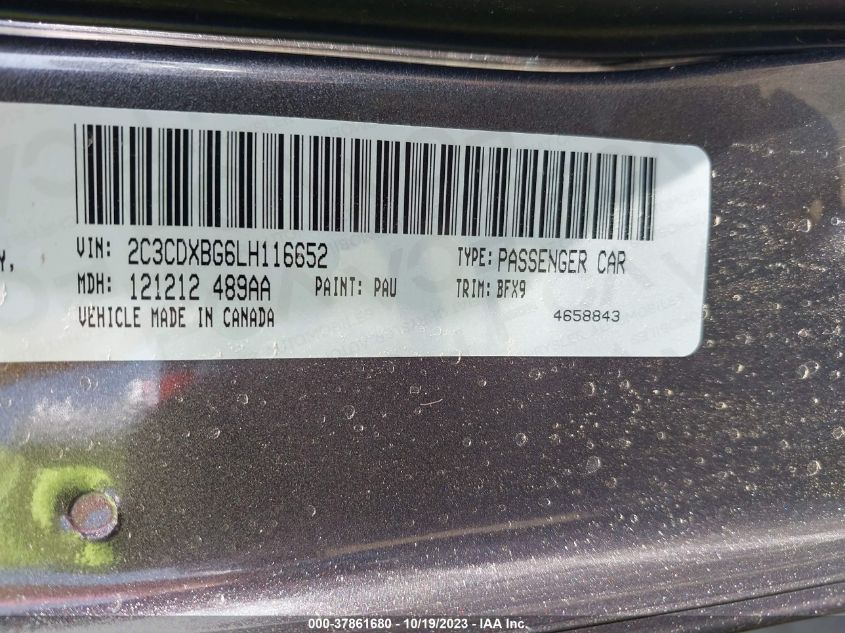 VIN: 2C3CDXBG6LH116652 TYPE: PASSENGER CAR
Y, MDH: 121212 489AA PAINT: PAU TRIM: BFX9
VEHICLE MADE IN CANADA 4658843
000-37861680 - 10/19/2023 - IAA Inc.